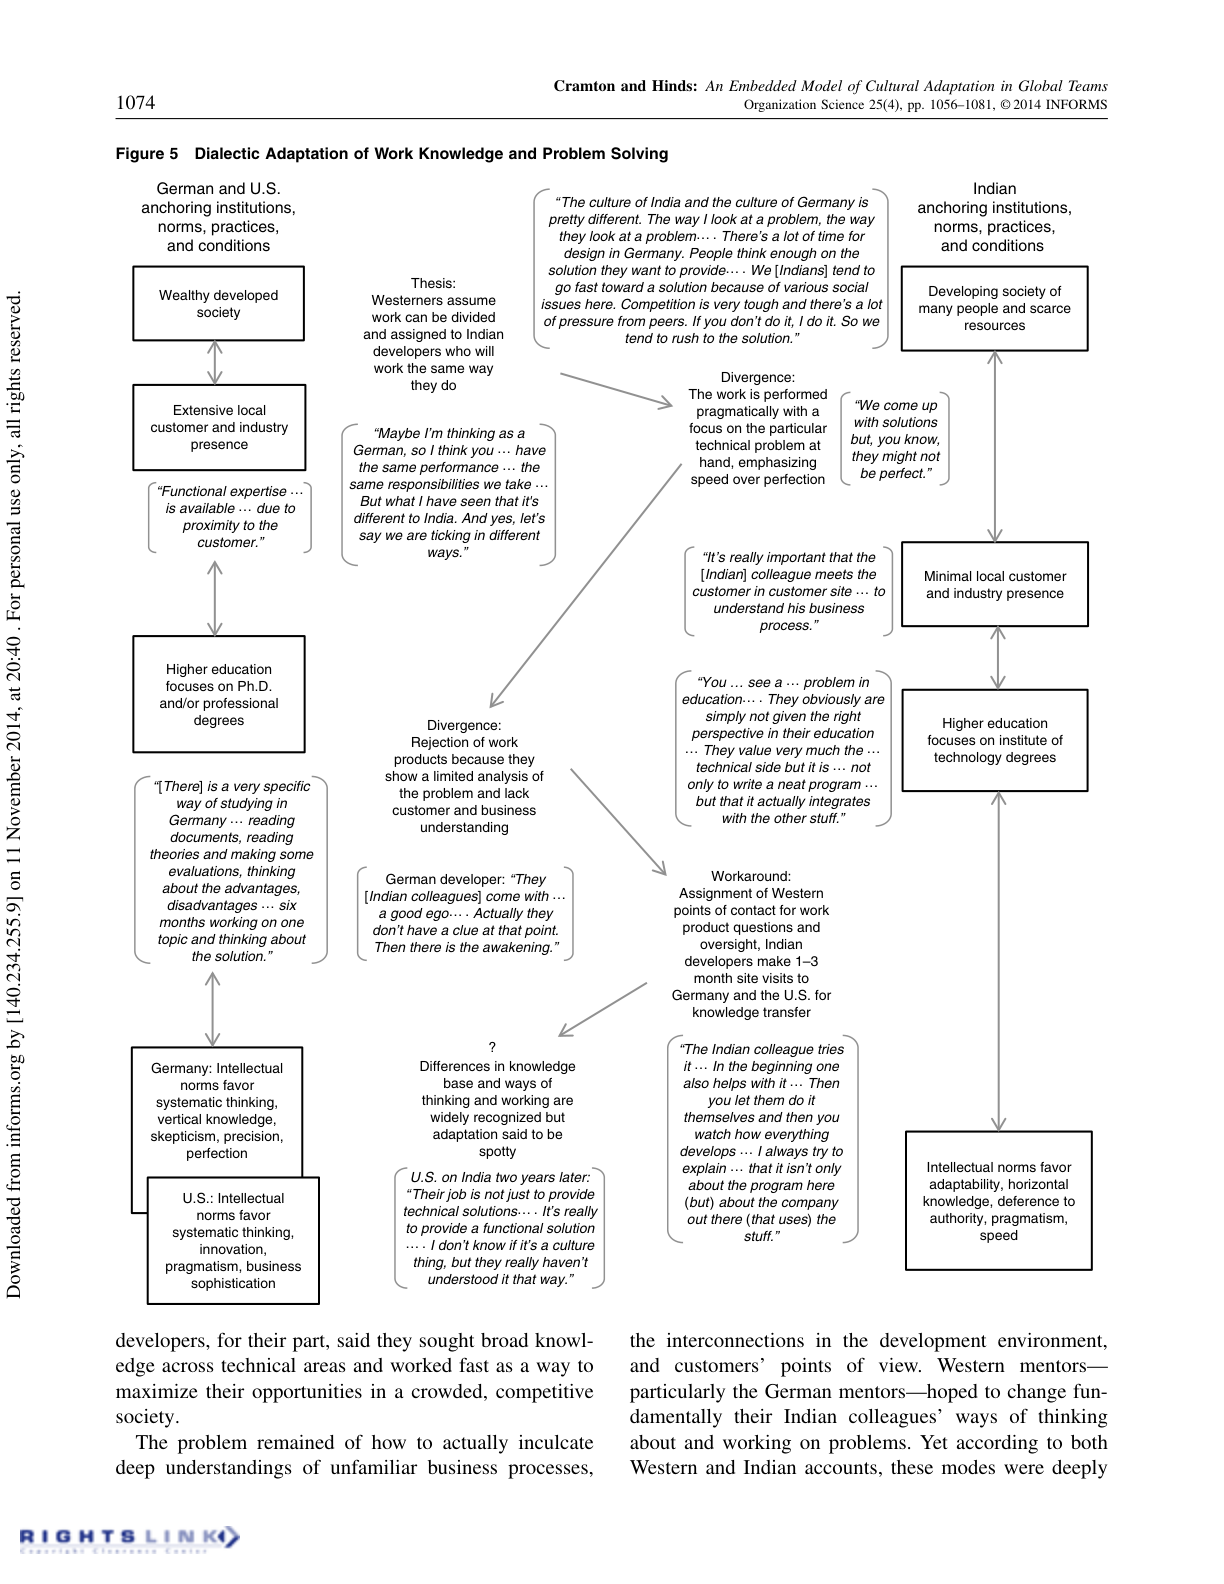 1074
Cramton and Hinds: An Embedded Model of Cultural Adaptation in Global Teams
Organization Science 25(4), pp. 1056–1081, © 2014 INFORMS
Figure 5 Dialectic Adaptation of Work Knowledge and Problem Solving
German and U.S.
anchoring institutions,
norms, practices,
and conditions
Wealthy developed
society
Extensive local
customer and industry
presence
“Functional expertise …
is available … due to
proximity to the
customer.”
Higher education
focuses on Ph.D.
and/or professional
degrees
“[There] is a very specific
way of studying in
Germany … reading
documents, reading
theories and making some
evaluations, thinking
about the advantages,
disadvantages … six
months working on one
topic and thinking about
the solution.”
Germany: Intellectual
norms favor
systematic thinking,
vertical knowledge,
skepticism, precision,
perfection
U.S.: Intellectual
norms favor
systematic thinking,
innovation,
pragmatism, business
sophistication
Thesis:
Westerners assume
work can be divided
and assigned to Indian
developers who will
work the same way
they do
“Maybe I’m thinking as a
German, so I think you … have
the same performance … the
same responsibilities we take …
But what I have seen that it’s
different to India. And yes, let’s
say we are ticking in different
ways.”
“The culture of India and the culture of Germany is
pretty different. The way I look at a problem, the way
they look at a problem… . There’s a lot of time for
design in Germany. People think enough on the
solution they want to provide… . We [Indians] tend to
go fast toward a solution because of various social
issues here. Competition is very tough and there’s a lot
of pressure from peers. If you don’t do it, I do it. So we
tend to rush to the solution.”
Divergence:
The work is performed
pragmatically with a
focus on the particular
technical problem at
hand, emphasizing
speed over perfection
“We come up
with solutions
but, you know,
they might not
be perfect.”
“It’s really important that the
[Indian] colleague meets the
customer in customer site … to
understand his business
process.”
“You … see a … problem in
education… . They obviously are
simply not given the right
perspective in their education
… They value very much the …
technical side but it is … not
only to write a neat program …
but that it actually integrates
with the other stuff.”
Divergence:
Rejection of work
products because they
show a limited analysis of
the problem and lack
customer and business
understanding
German developer: “They
[Indian colleagues] come with …
a good ego… . Actually they
don’t have a clue at that point.
Then there is the awakening.”
Workaround:
Assignment of Western
points of contact for work
product questions and
oversight, Indian
developers make 1–3
month site visits to
Germany and the U.S. for
knowledge transfer
“The Indian colleague tries
it … In the beginning one
also helps with it … Then
you let them do it
themselves and then you
watch how everything
develops … I always try to
explain … that it isn’t only
about the program here
(but) about the company
out there (that uses) the
stuff.”
?
Differences in knowledge
base and ways of
thinking and working are
widely recognized but
adaptation said to be
spotty
U.S. on India two years later:
“Their job is not just to provide
technical solutions… . It’s really
to provide a functional solution
… . I don’t know if it’s a culture
thing, but they really haven’t
understood it that way.”
Indian
anchoring institutions,
norms, practices,
and conditions
Developing society of
many people and scarce
resources
Minimal local customer
and industry presence
Higher education
focuses on institute of
technology degrees
Intellectual norms favor
adaptability, horizontal
knowledge, deference to
authority, pragmatism,
speed
developers, for their part, said they sought broad knowl-
edge across technical areas and worked fast as a way to
maximize their opportunities in a crowded, competitive
society.
The problem remained of how to actually inculcate
deep understandings of unfamiliar business processes,
the interconnections in the development environment,
and customers’ points of view. Western mentors—
particularly the German mentors—hoped to change fun-
damentally their Indian colleagues’ ways of thinking
about and working on problems. Yet according to both
Western and Indian accounts, these modes were deeply
Downloaded from informs.org by [140.234.255.9] on 11 November 2014, at 20:40 . For personal use only, all rights reserved.
RIGHTSLINK
Copyright Clearance Center